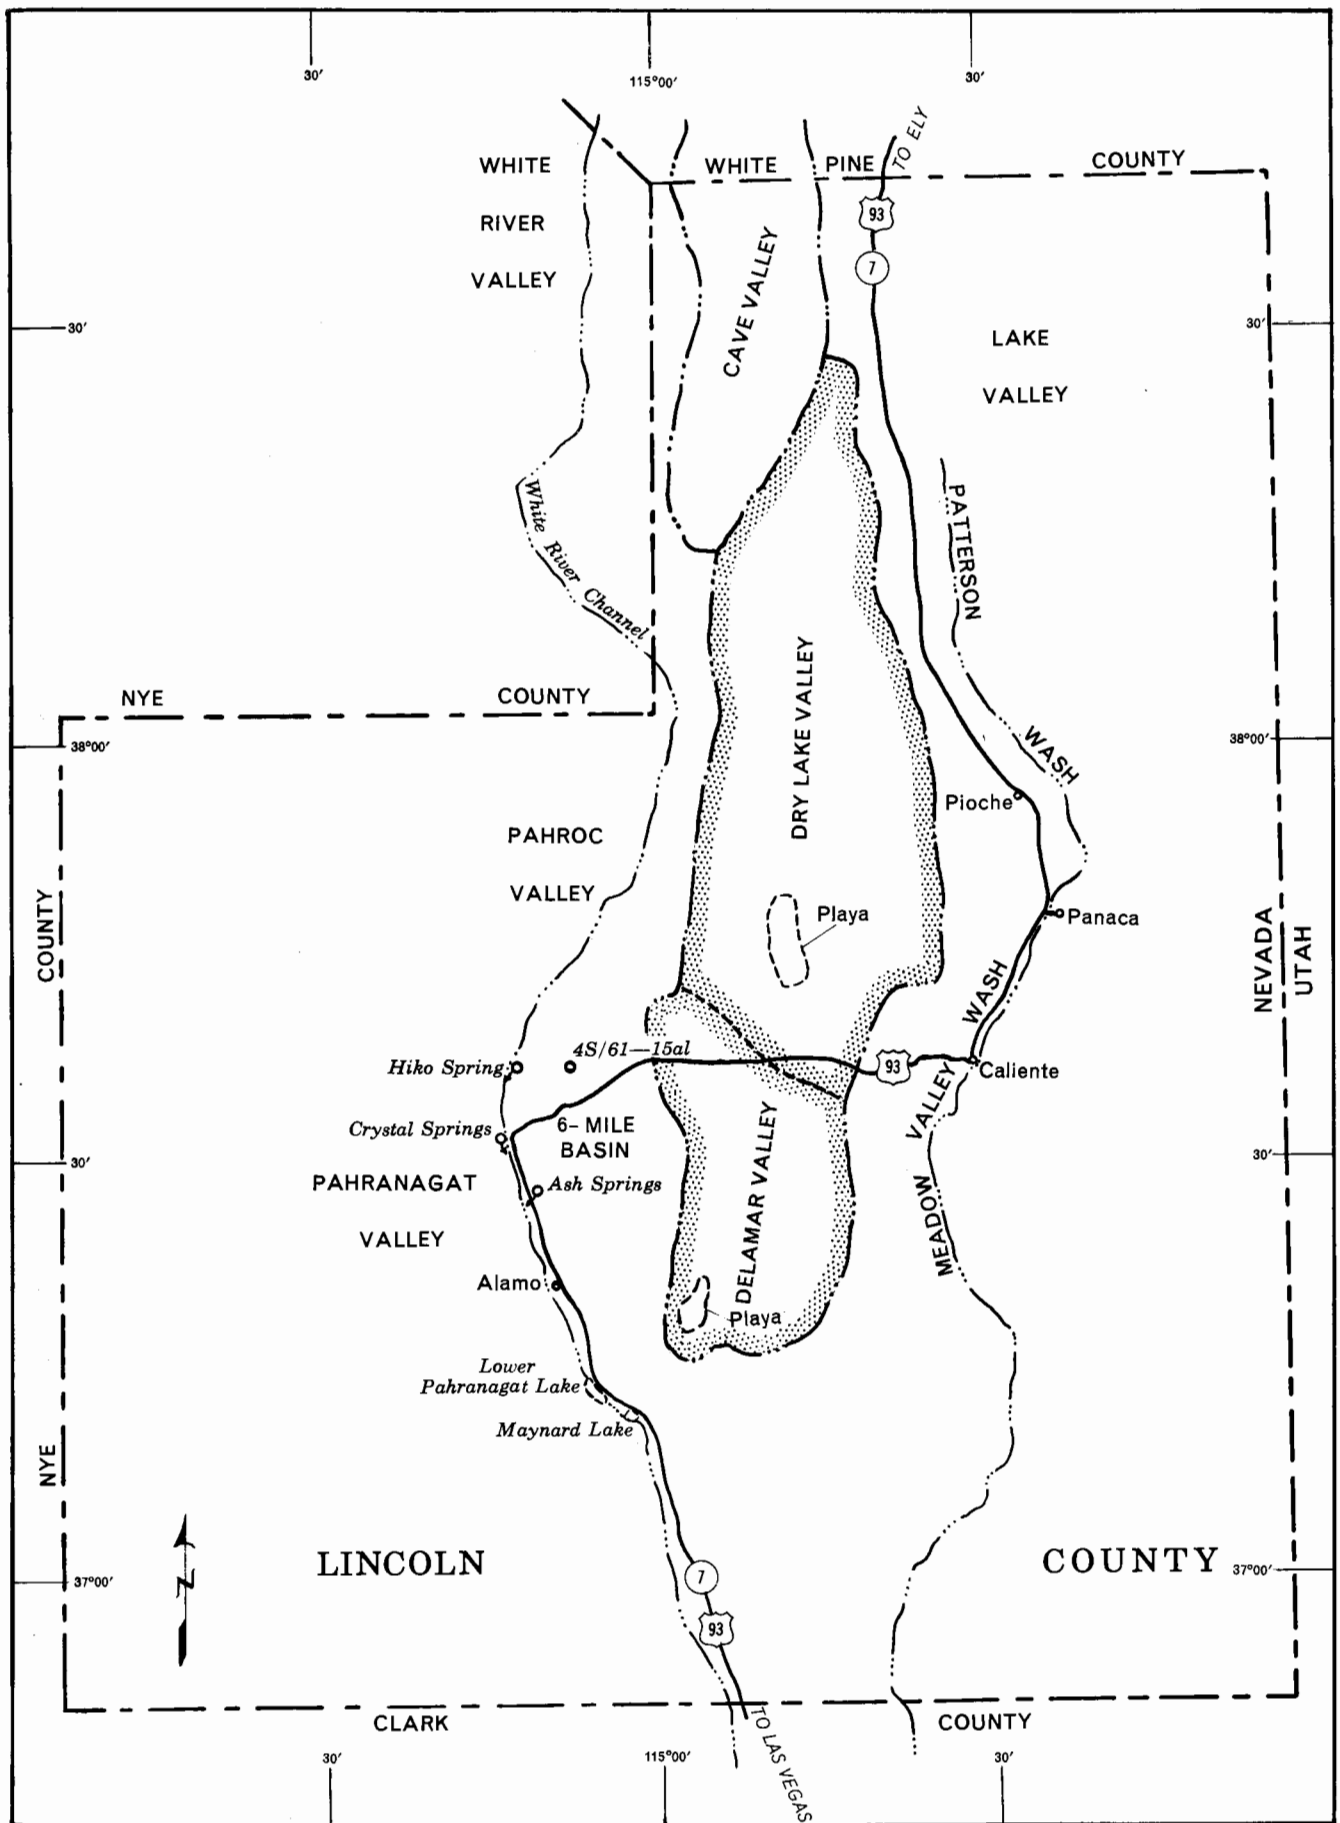 30'
115°00'
30'
TO ELY
WHITE
RIVER
VALLEY
WHITE PINE COUNTY
93
7
CAVE VALLEY
30'
30'
LAKE
VALLEY
White River Channel
PATTERSON
WASH
NYE COUNTY
38°00'
38°00'
DRY LAKE VALLEY
Pioche
PAHROC
VALLEY
COUNTY
NYE
Playa
Panaca
NEVADA
UTAH
WASH
4S/61—15al
Hiko Spring
93
Caliente
VALLEY
MEADOW
Crystal Springs
6-MILE
BASIN
30'
30'
PAHRANAGAT
VALLEY
Ash Springs
DELAMAR VALLEY
Alamo
Playa
Lower
Pahranagat Lake
Maynard Lake
N
LINCOLN COUNTY
37°00'
37°00'
7
93
CLARK COUNTY
TO LAS VEGAS
30'
115°00'
30'